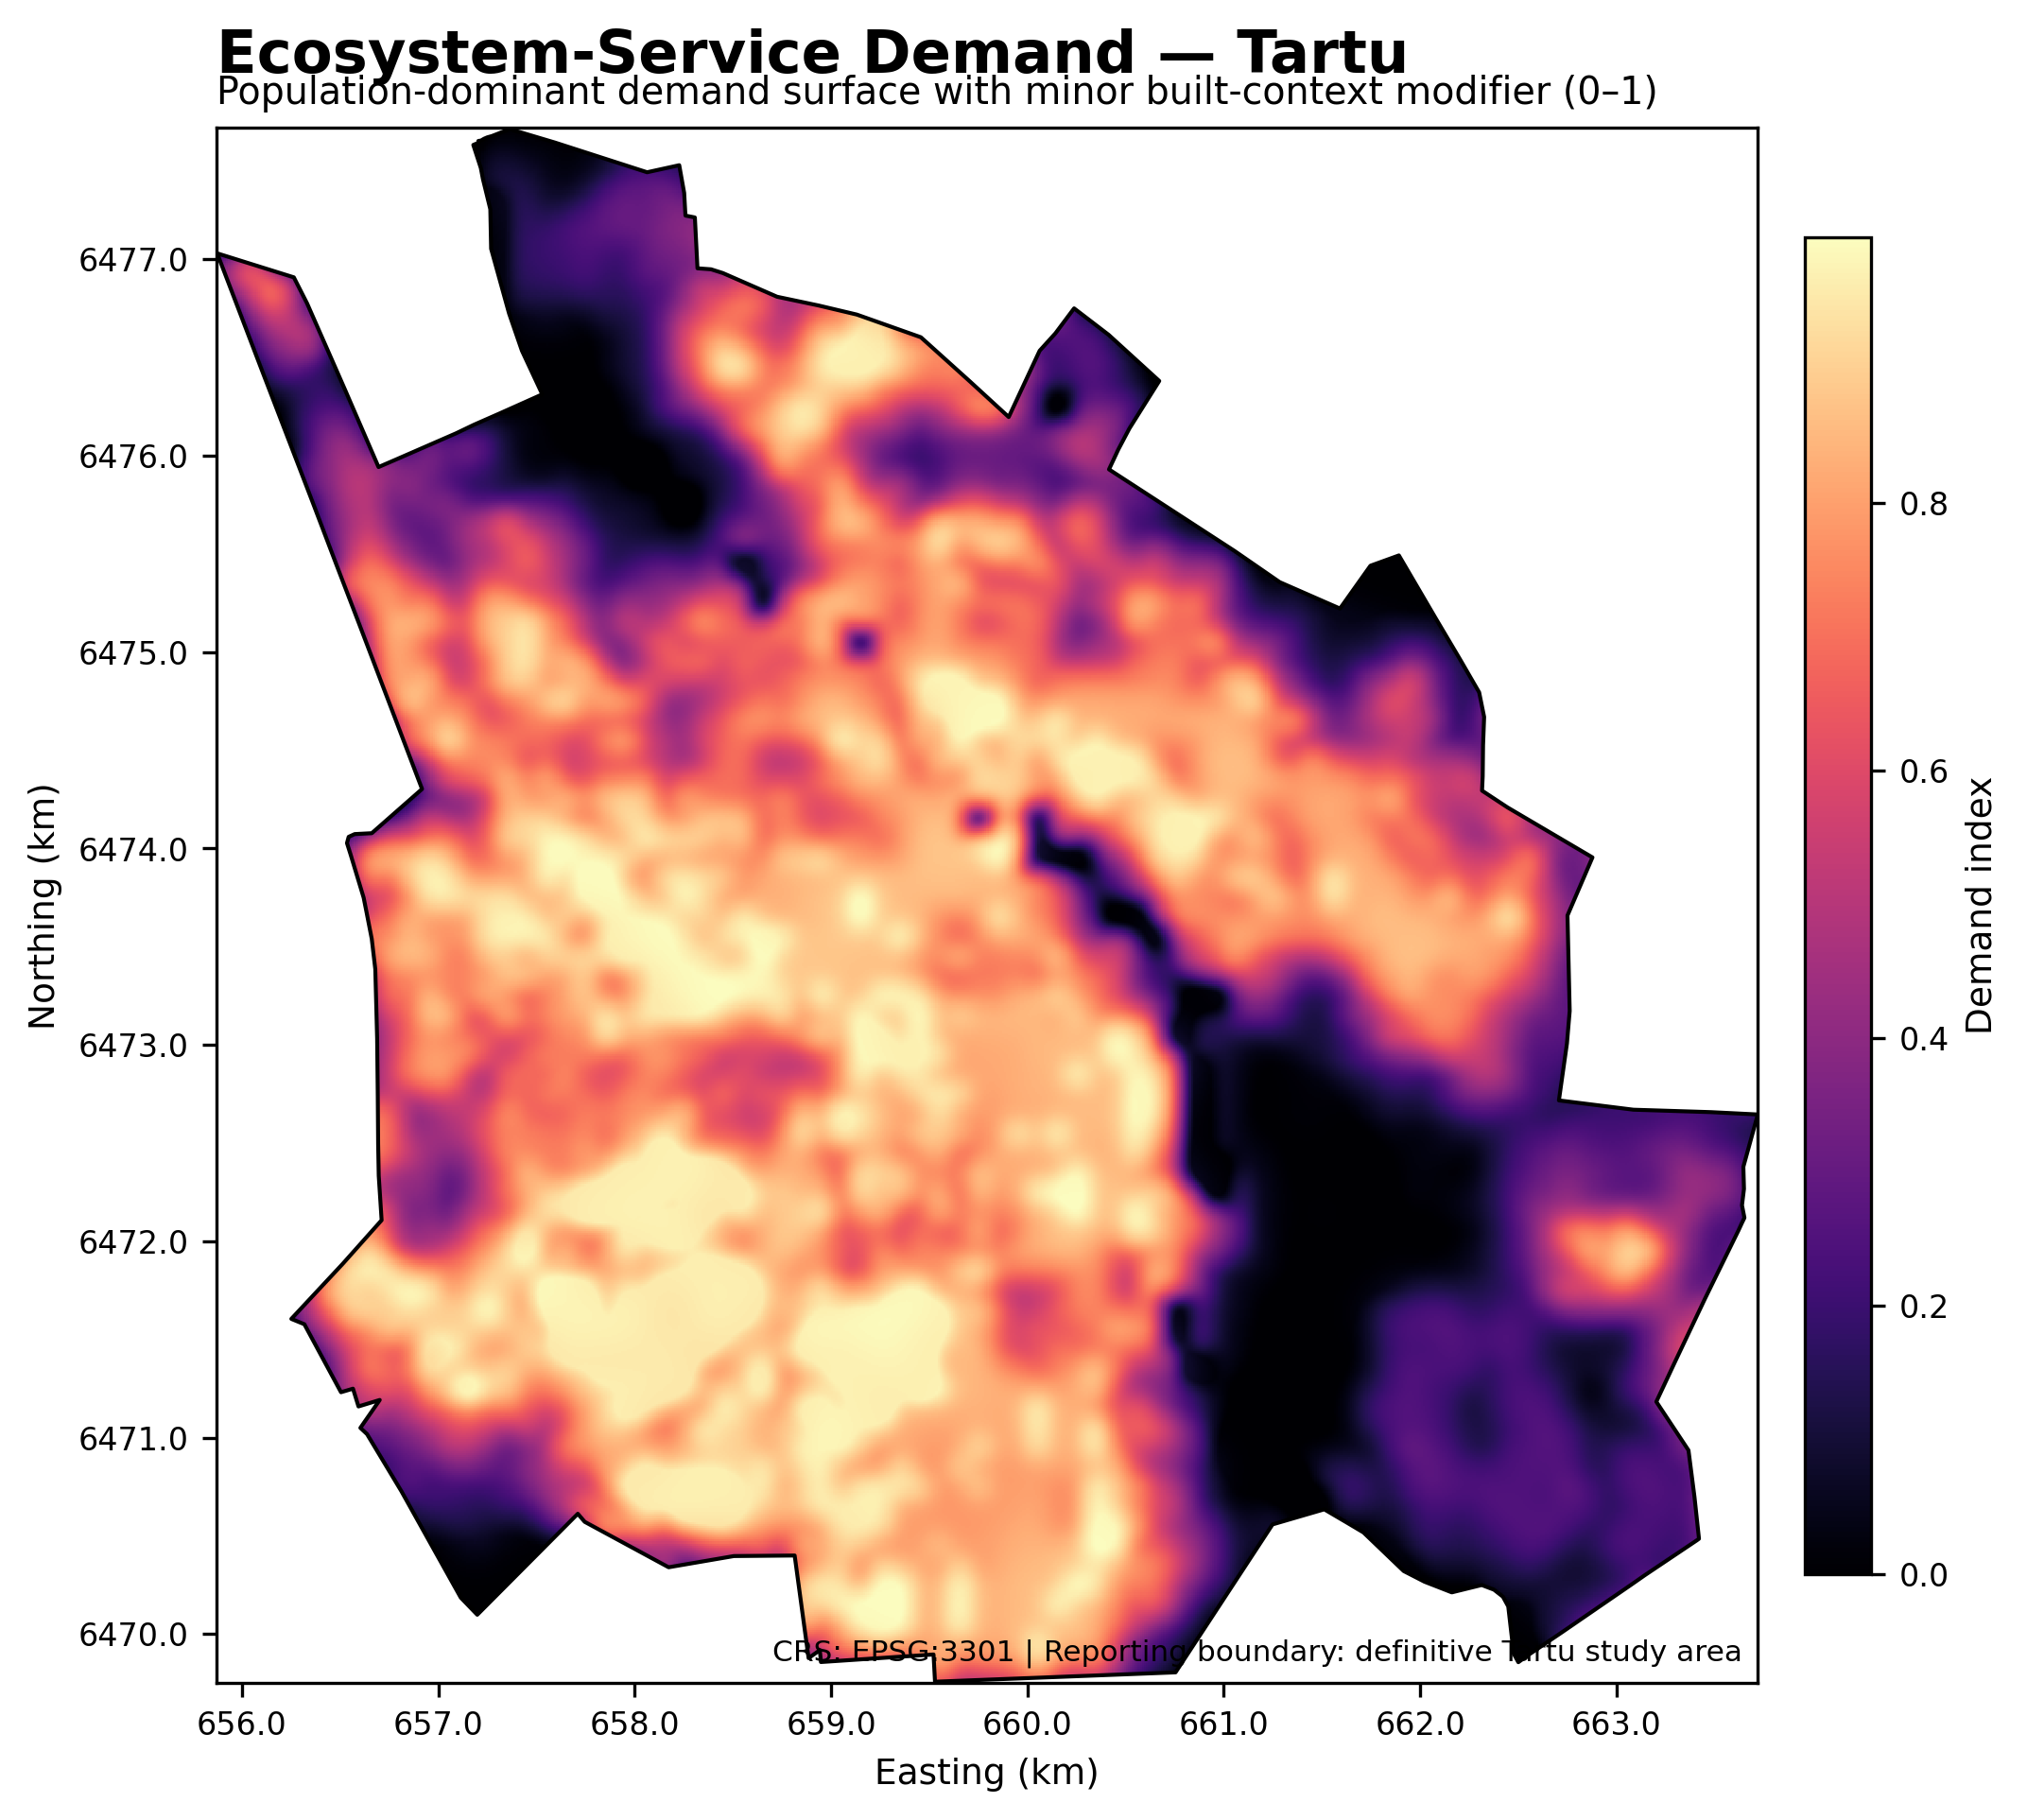 Ecosystem-Service Demand — Tartu
Population-dominant demand surface with minor built-context modifier (0–1)
6477.0
6476.0
6475.0
6474.0
6473.0
6472.0
6471.0
6470.0
Northing (km)
0.8
0.6
0.4
0.2
0.0
Demand index
CRS: EPSG:3301 | Reporting boundary: definitive Tartu study area
656.0 657.0 658.0 659.0 660.0 661.0 662.0 663.0
Easting (km)